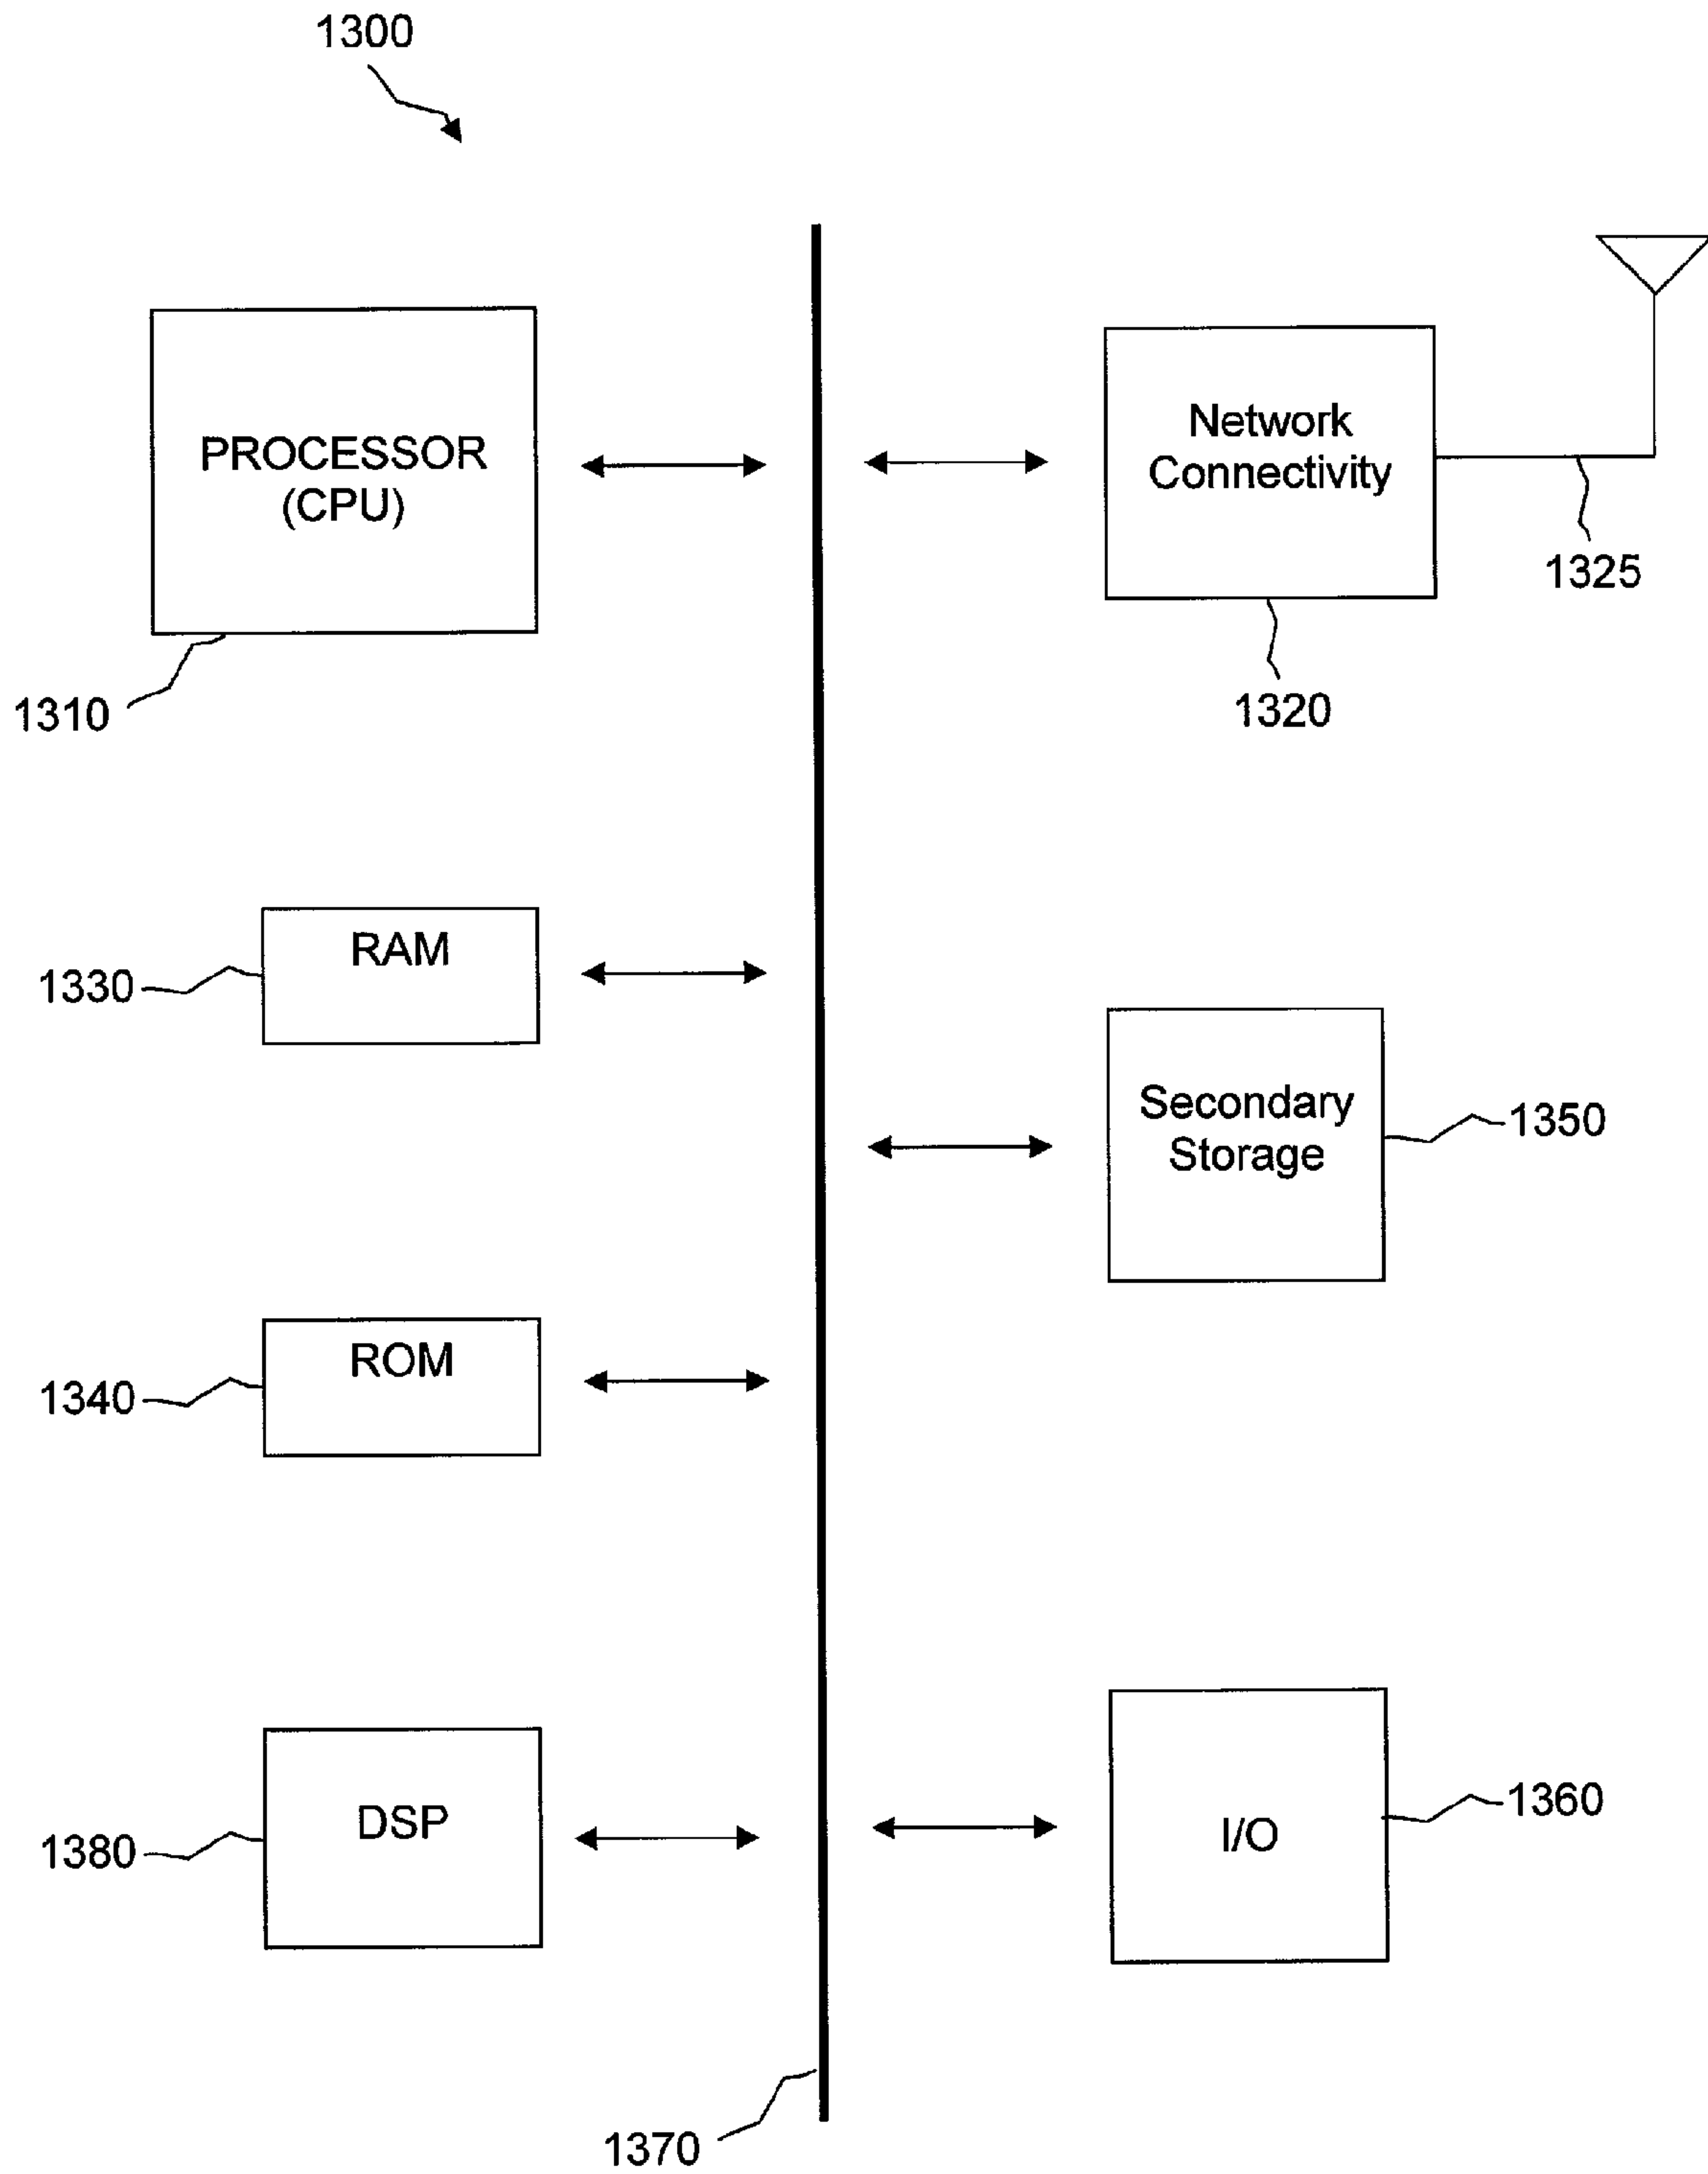 1300
PROCESSOR
(CPU)
1310
Network
Connectivity
1325
1320
RAM
1330
Secondary
Storage
1350
ROM
1340
DSP
1380
I/O
1360
1370